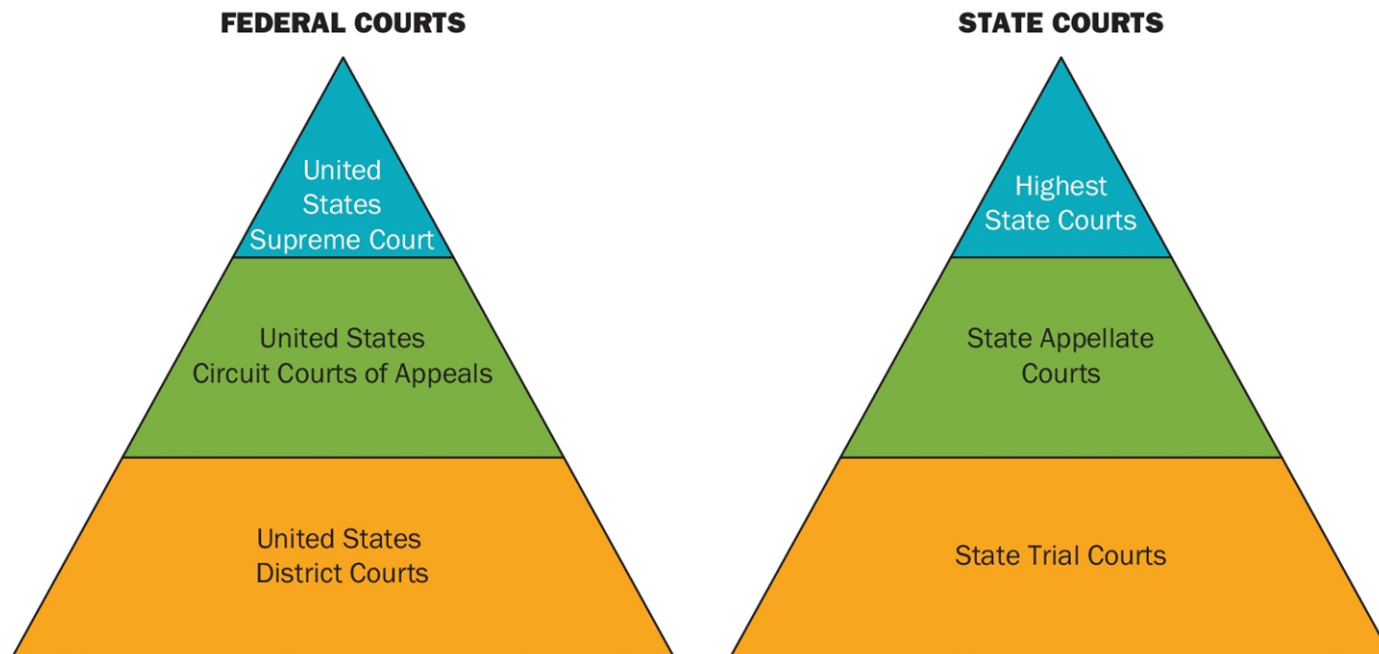 FEDERAL COURTS
United
States
Supreme Court
United States
Circuit Courts of Appeals
United States
District Courts
STATE COURTS
Highest
State Courts
State Appellate
Courts
State Trial Courts